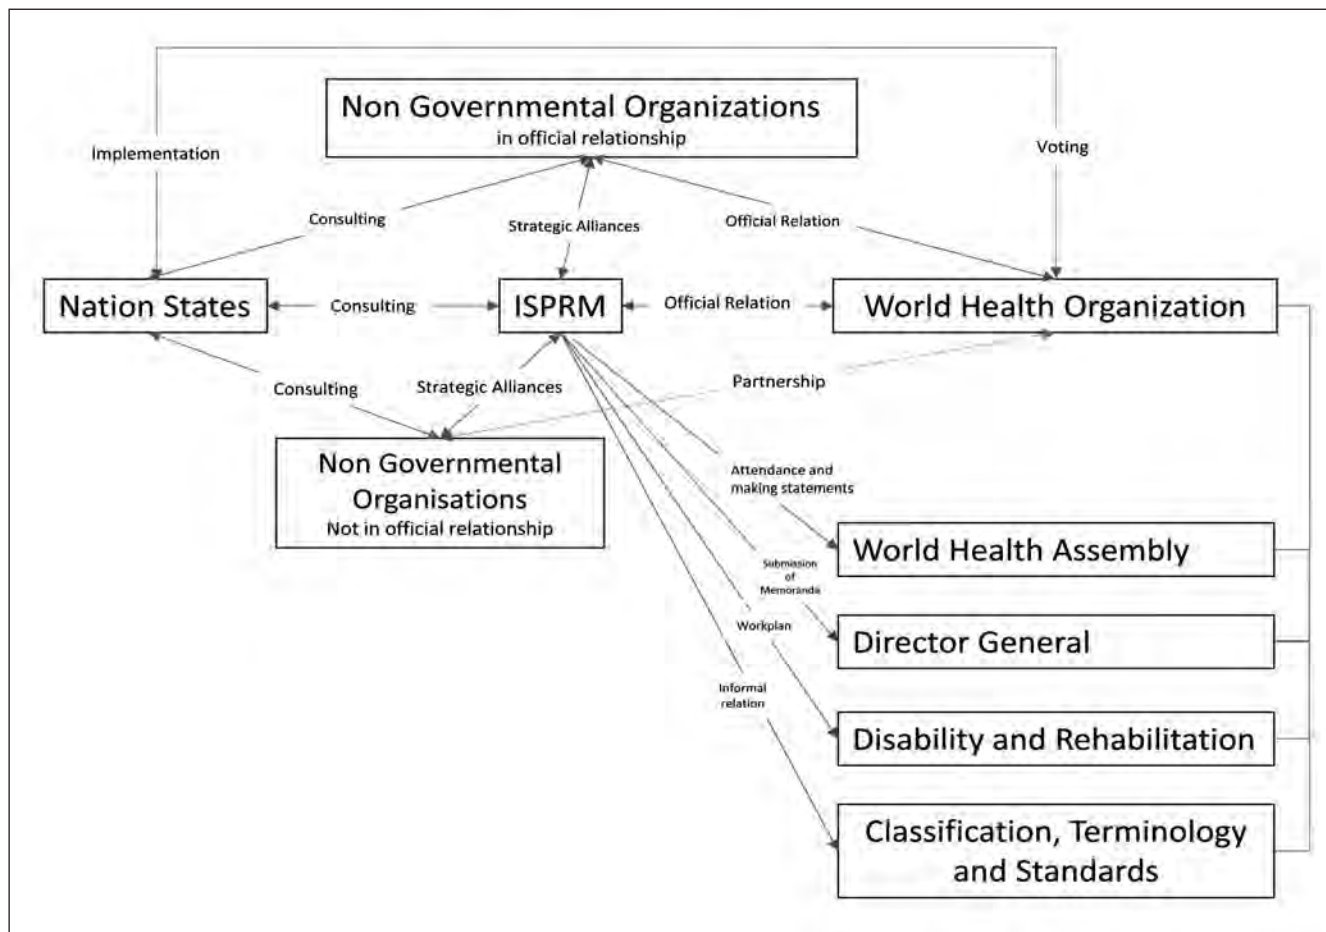 Non Governmental Organizations
in official relationship
Implementation
Voting
Consulting
Strategic Alliances
Official Relation
Nation States
Consulting
ISPRM
Official Relation
World Health Organization
Consulting
Strategic Alliances
Partnership
Non Governmental
Organisations
Not in official relationship
Attendance and
making statements
World Health Assembly
Submission
of
Memoranda
Workplan
Director General
Informal
relation
Disability and Rehabilitation
Classification, Terminology
and Standards